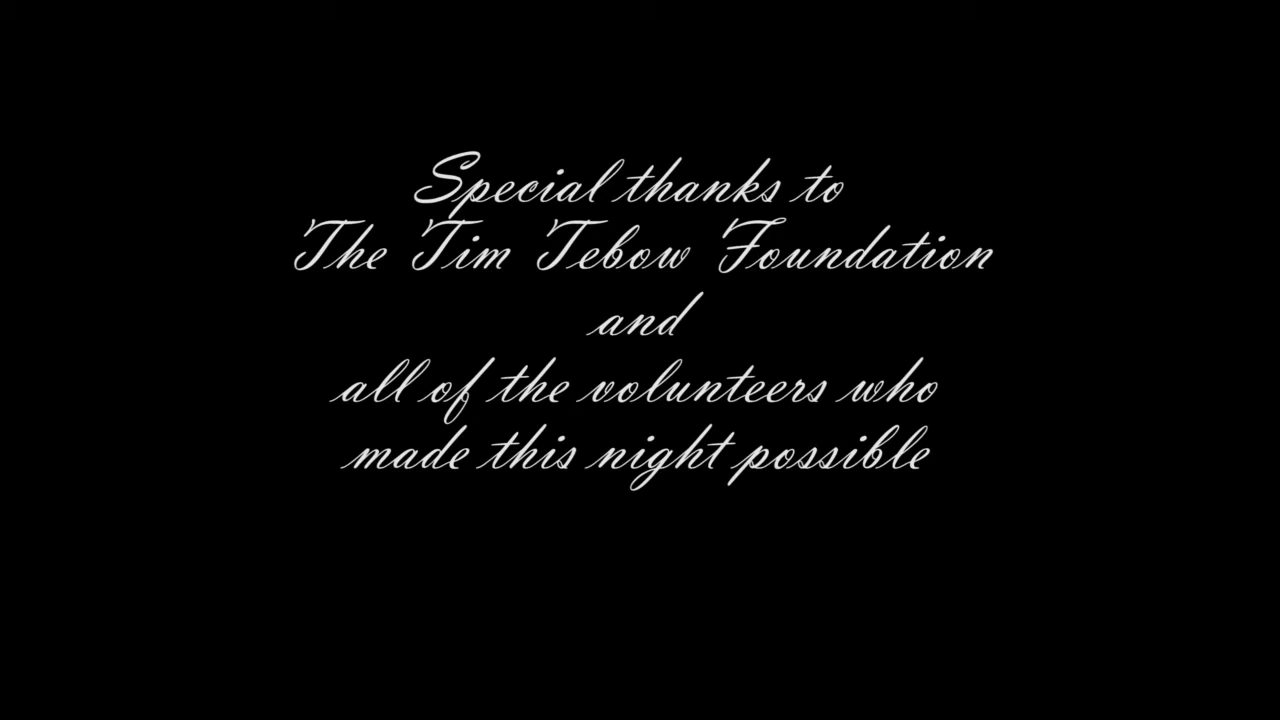 Special thanks to
The Tim Tebow Foundation
and
all of the volunteers who
made this night possible